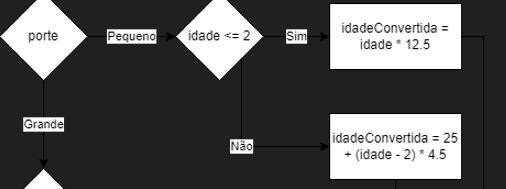 porte
Pequeno
idade <= 2
Sim
idadeConvertida =
idade * 12.5
Grande
Não
idadeConvertida = 25
+ (idade - 2) * 4.5